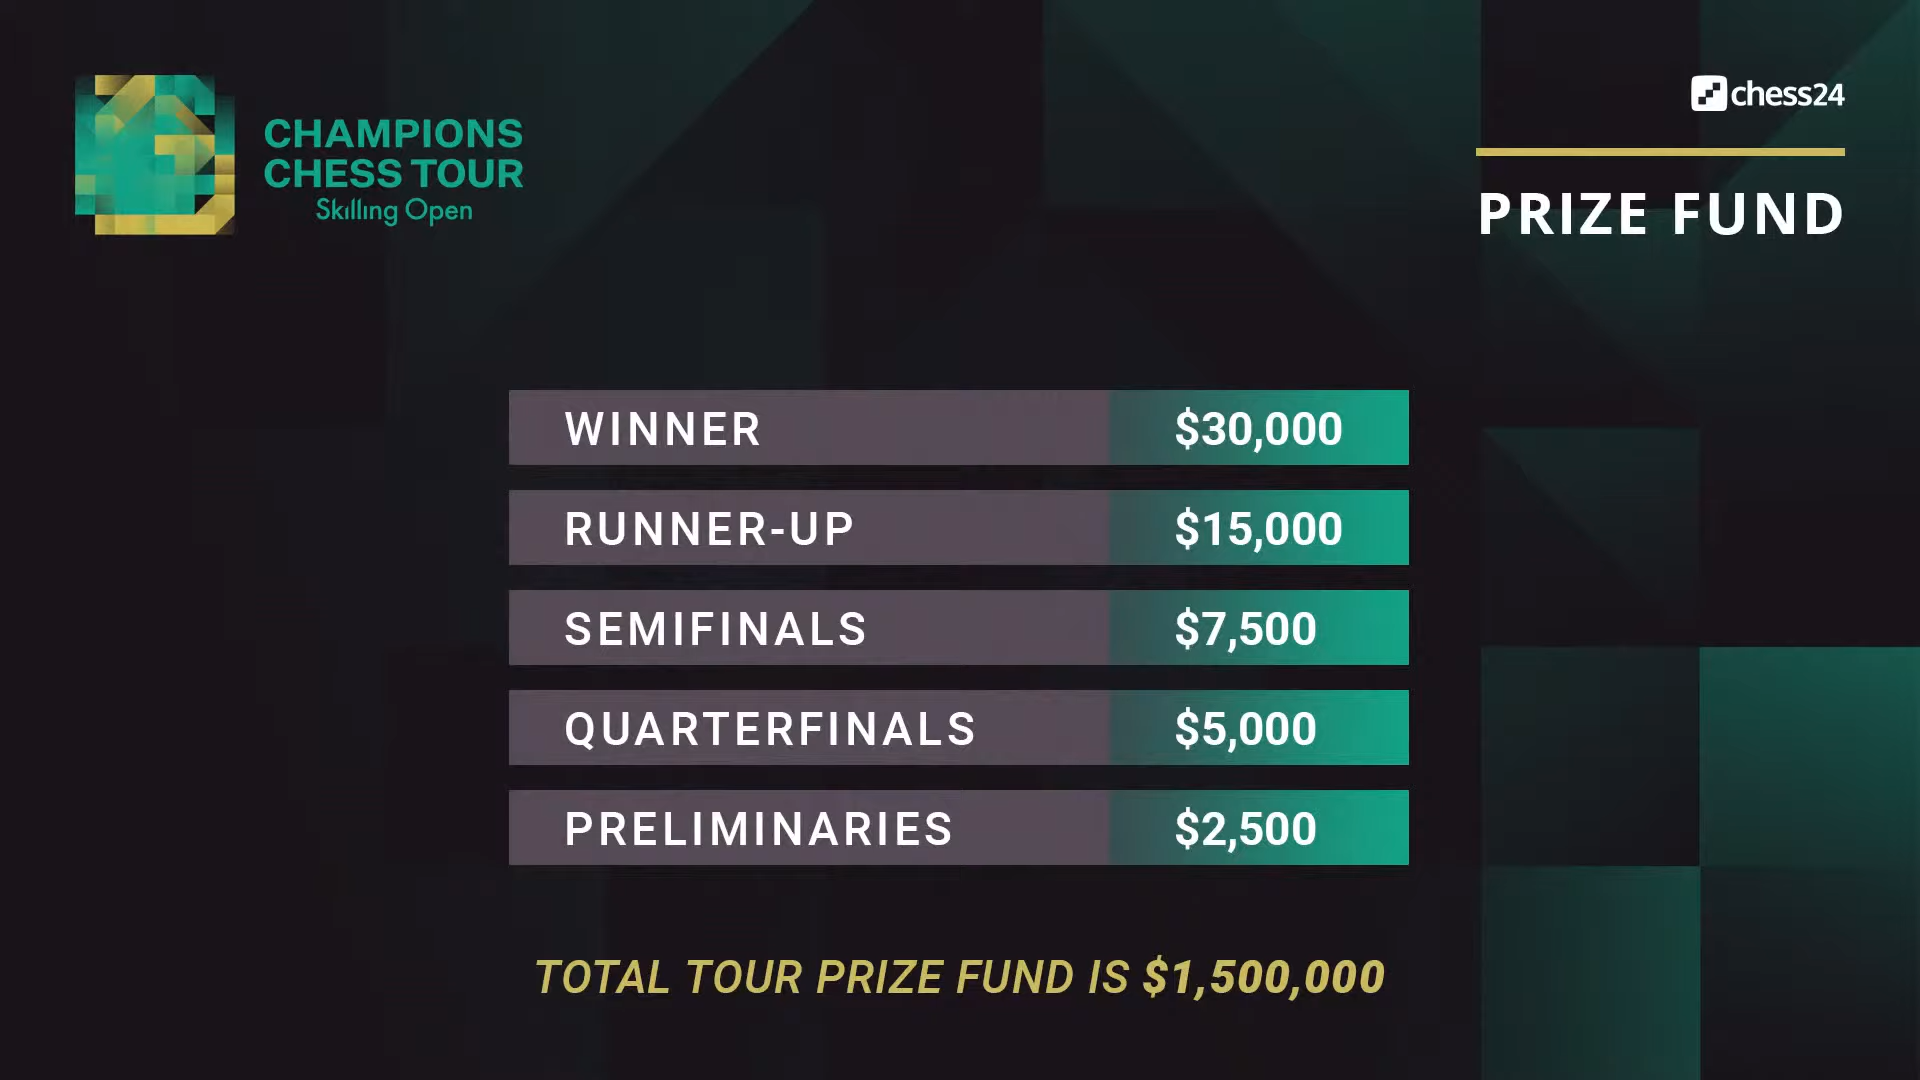 CHAMPIONS
CHESS TOUR
Skilling Open
chess24
PRIZE FUND
WINNER $30,000
RUNNER-UP $15,000
SEMIFINALS $7,500
QUARTERFINALS $5,000
PRELIMINARIES $2,500
TOTAL TOUR PRIZE FUND IS $1,500,000